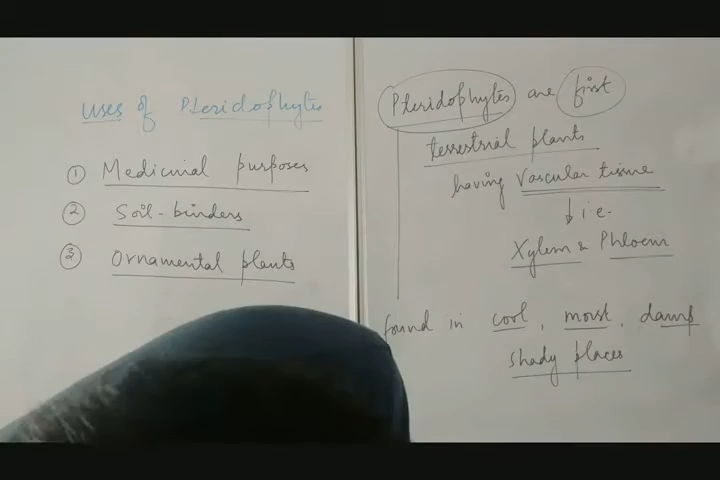 uses of Pteridophytes
① Medicinal purposes
② Soil-binders
③ Ornamental plants
Pteridophytes are first
terrestrial plants
having Vascular tissue
i.e.
Xylem & Phloem
found in cool, moist, damp
shady places